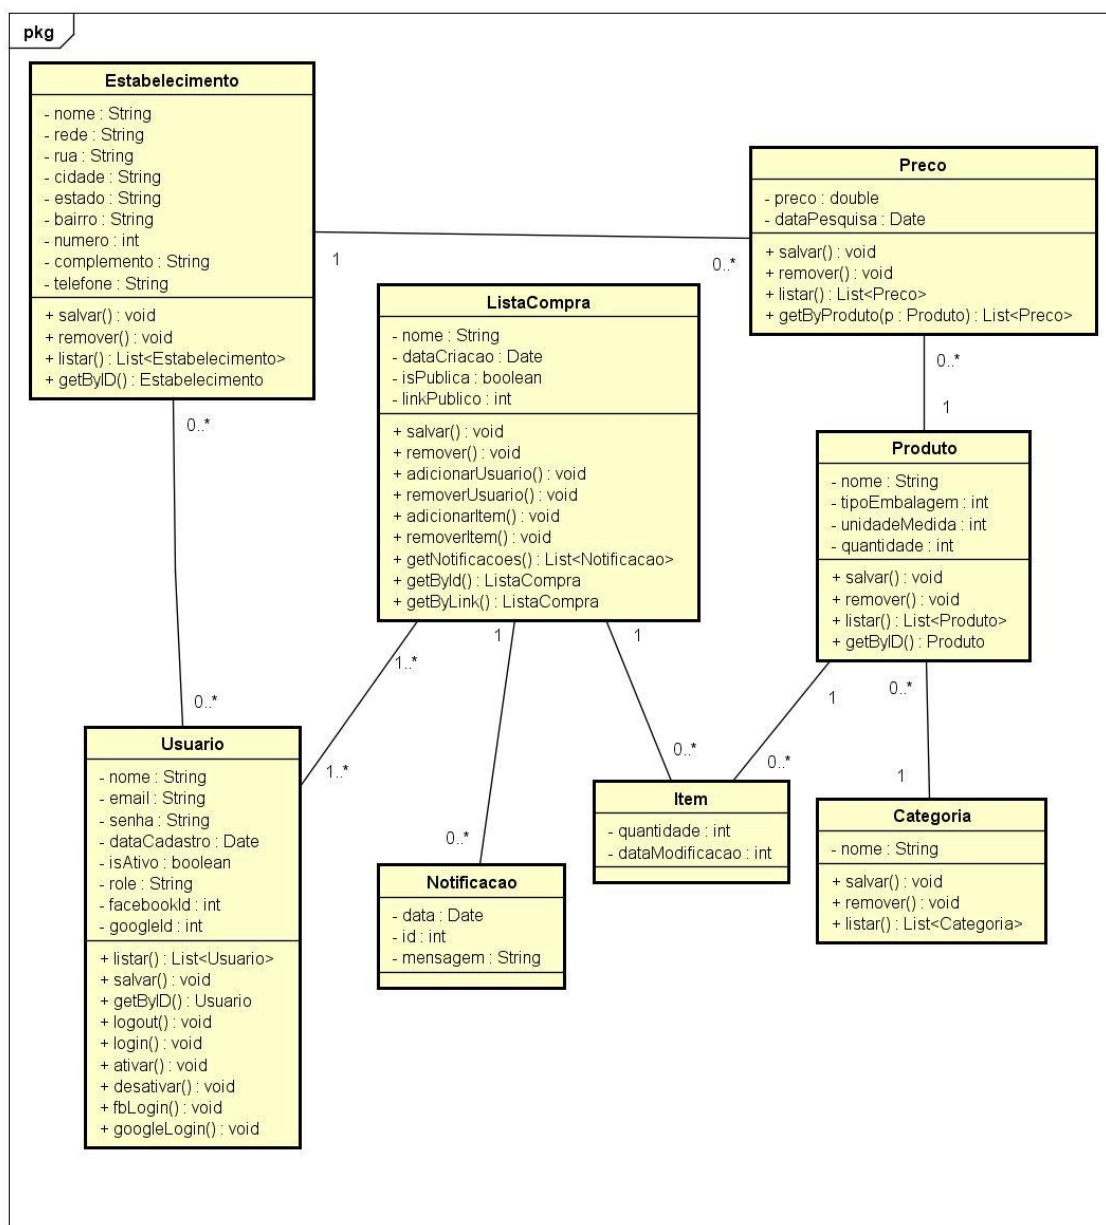 pkg
Estabelecimento
- nome : String
- rede : String
- rua : String
- cidade : String
- estado : String
- bairro : String
- numero : int
- complemento : String
- telefone : String
+ salvar() : void
+ remover() : void
+ listar() : List<Estabelecimento>
+ getByID() : Estabelecimento
Preco
- preco : double
- dataPesquisa : Date
+ salvar() : void
+ remover() : void
+ listar() : List<Preco>
+ getByProduto(p : Produto) : List<Preco>
1
0..*
ListaCompra
- nome : String
- dataCriacao : Date
- isPublica : boolean
- linkPublico : int
+ salvar() : void
+ remover() : void
+ adicionarUsuario() : void
+ removerUsuario() : void
+ adicionarItem() : void
+ removerItem() : void
+ getNotificacoes() : List<Notificacao>
+ getById() : ListaCompra
+ getByLink() : ListaCompra
0..*
1
Produto
- nome : String
- tipoEmbalagem : int
- unidadeMedida : int
- quantidade : int
+ salvar() : void
+ remover() : void
+ listar() : List<Produto>
+ getByID() : Produto
0..*
0..*
1..*
1..*
1
0..*
1
0..*
1
0..*
0..*
1
Usuario
- nome : String
- email : String
- senha : String
- dataCadastro : Date
- isAtivo : boolean
- role : String
- facebookId : int
- googleId : int
+ listar() : List<Usuario>
+ salvar() : void
+ getByID() : Usuario
+ logout() : void
+ login() : void
+ ativar() : void
+ desativar() : void
+ fbLogin() : void
+ googleLogin() : void
Notificacao
- data : Date
- id : int
- mensagem : String
Item
- quantidade : int
- dataModificacao : int
Categoria
- nome : String
+ salvar() : void
+ remover() : void
+ listar() : List<Categoria>